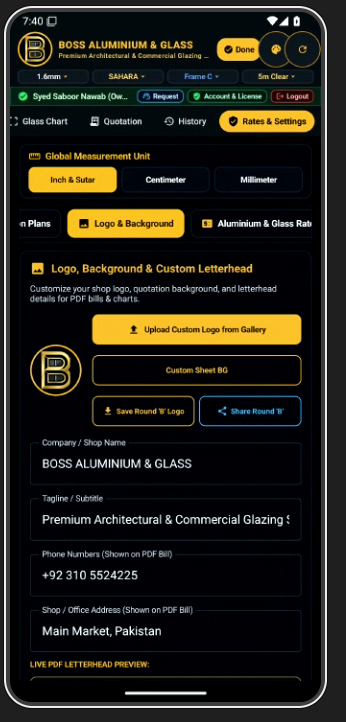 7:40
BOSS ALUMINIUM & GLASS
Premium Architectural & Commercial Glazing ...
Done
1.6mm
SAHARA
Frame C
5m Clear
Syed Saboor Nawab (Ow...
Request
Account & License
Logout
Glass Chart
Quotation
History
Rates & Settings
Global Measurement Unit
Inch & Sutar
Centimeter
Millimeter
n Plans
Logo & Background
Aluminium & Glass Rat
Logo, Background & Custom Letterhead
Customize your shop logo, quotation background, and letterhead
details for PDF bills & charts.
Upload Custom Logo from Gallery
B
Custom Sheet BG
Save Round 'B' Logo
Share Round 'B'
Company / Shop Name
BOSS ALUMINIUM & GLASS
Tagline / Subtitle
Premium Architectural & Commercial Glazing S
Phone Numbers (Shown on PDF Bill)
+92 310 5524225
Shop / Office Address (Shown on PDF Bill)
Main Market, Pakistan
LIVE PDF LETTERHEAD PREVIEW: